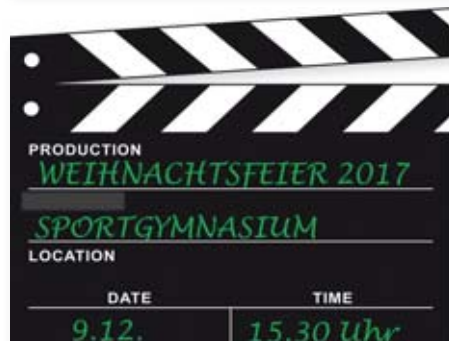 PRODUCTION
WEIHNACHTSFEIER 2017
SPORTGYMNASIUM
LOCATION
DATE TIME
9.12. 15.30 Uhr